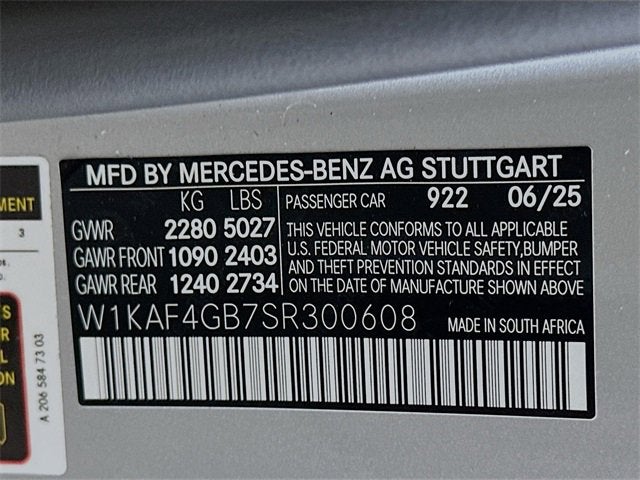 MFD BY MERCEDES-BENZ AG STUTTGART
KG LBS
GVWR 2280 5027
GAWR FRONT 1090 2403
GAWR REAR 1240 2734
PASSENGER CAR 922 06/25
THIS VEHICLE CONFORMS TO ALL APPLICABLE
U.S. FEDERAL MOTOR VEHICLE SAFETY, BUMPER
AND THEFT PREVENTION STANDARDS IN EFFECT
ON THE DATE OF MANUFACTURE SHOWN ABOVE
W1KAF4GB7SR300608 MADE IN SOUTH AFRICA
3
A 206 584 73 03